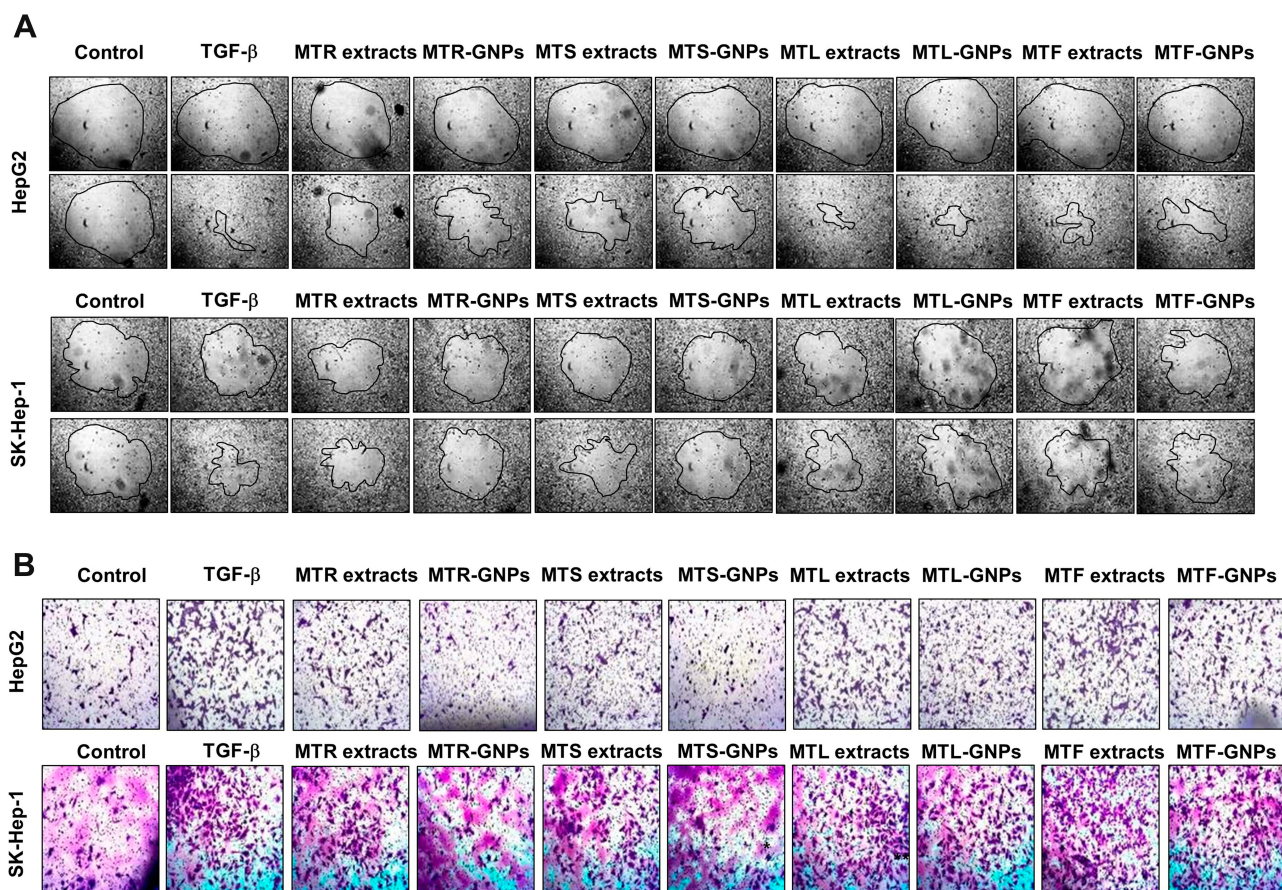 A
Control TGF-β MTR extracts MTR-GNPs MTS extracts MTS-GNPs MTL extracts MTL-GNPs MTF extracts MTF-GNPs
HepG2
Control TGF-β MTR extracts MTR-GNPs MTS extracts MTS-GNPs MTL extracts MTL-GNPs MTF extracts MTF-GNPs
SK-Hep-1
B
Control TGF-β MTR extracts MTR-GNPs MTS extracts MTS-GNPs MTL extracts MTL-GNPs MTF extracts MTF-GNPs
HepG2
Control TGF-β MTR extracts MTR-GNPs MTS extracts MTS-GNPs MTL extracts MTL-GNPs MTF extracts MTF-GNPs
SK-Hep-1